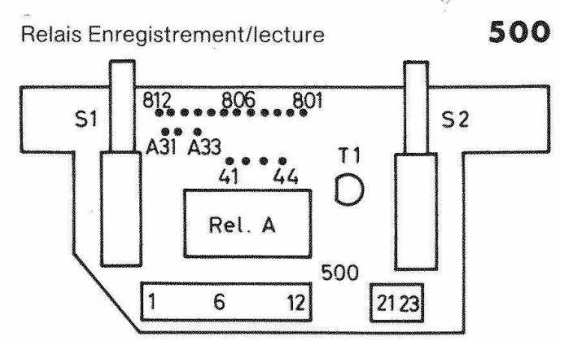 Relais Enregistrement/lecture 500
812 806 801
S1 S2
A31 A33
T1
41 44
Rel. A
500
1 6 12 21 23